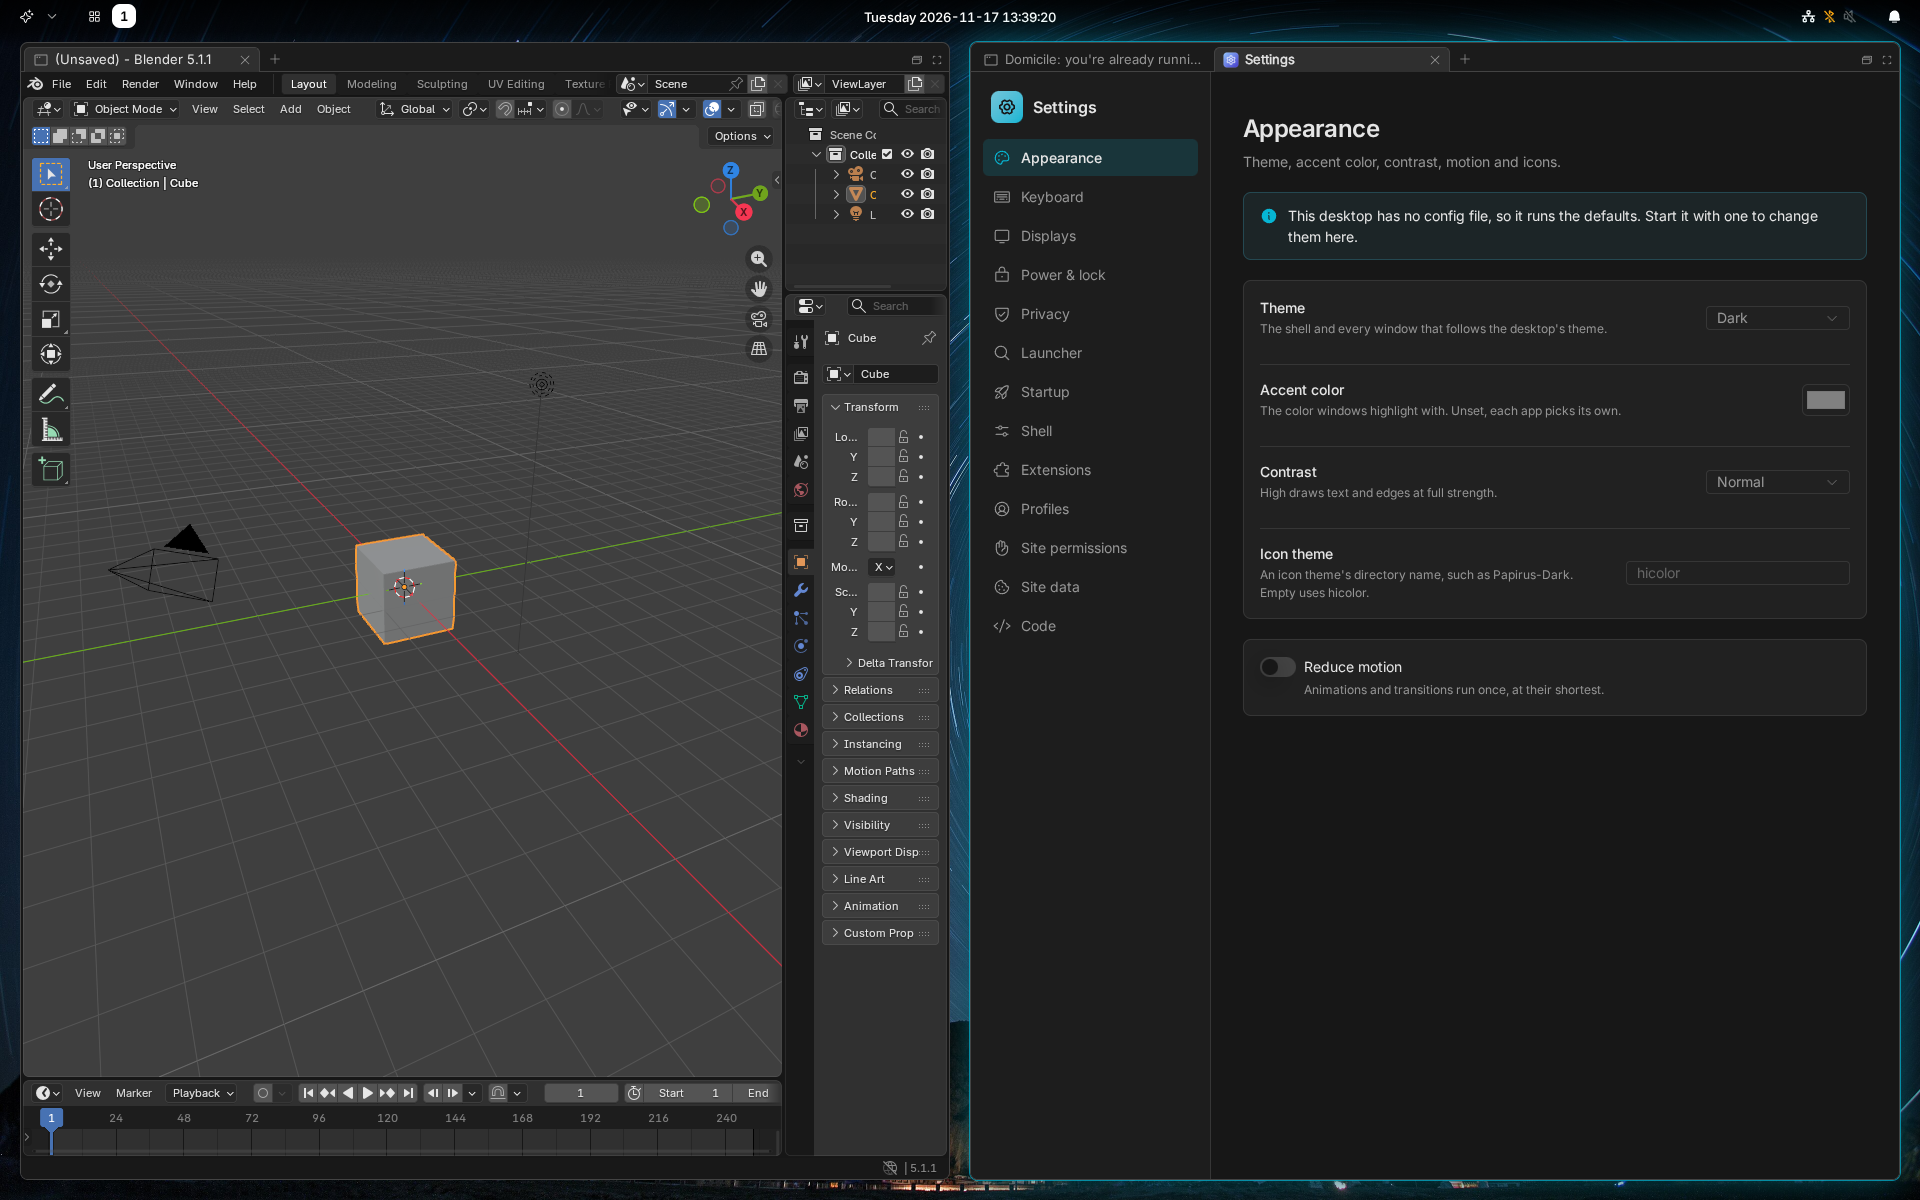 1
Tuesday 2026-11-17 13:39:20
(Unsaved) - Blender 5.1.1
File Edit Render Window Help
Layout Modeling Sculpting UV Editing Texture
Scene
ViewLayer
Object Mode
View Select Add Object
Global
Search
Options
User Perspective
(1) Collection | Cube
Z
Y
X
Scene Cc
Colle
C
C
L
Search
Cube
Cube
Transform
Lo...
Y
Z
Ro...
Y
Z
Mo... X
Sc...
Y
Z
Delta Transfor
Relations
Collections
Instancing
Motion Paths
Shading
Visibility
Viewport Disp
Line Art
Animation
Custom Prop
View Marker Playback
1
Start 1
End
1 24 48 72 96 120 144 168 192 216 240
5.1.1
Domicile: you're already runni...
Settings
Settings
Appearance
Keyboard
Displays
Power & lock
Privacy
Launcher
Startup
Shell
Extensions
Profiles
Site permissions
Site data
Code
Appearance
Theme, accent color, contrast, motion and icons.
This desktop has no config file, so it runs the defaults. Start it with one to change
them here.
Theme
The shell and every window that follows the desktop's theme.
Dark
Accent color
The color windows highlight with. Unset, each app picks its own.
Contrast
High draws text and edges at full strength.
Normal
Icon theme
An icon theme's directory name, such as Papirus-Dark.
Empty uses hicolor.
hicolor
Reduce motion
Animations and transitions run once, at their shortest.